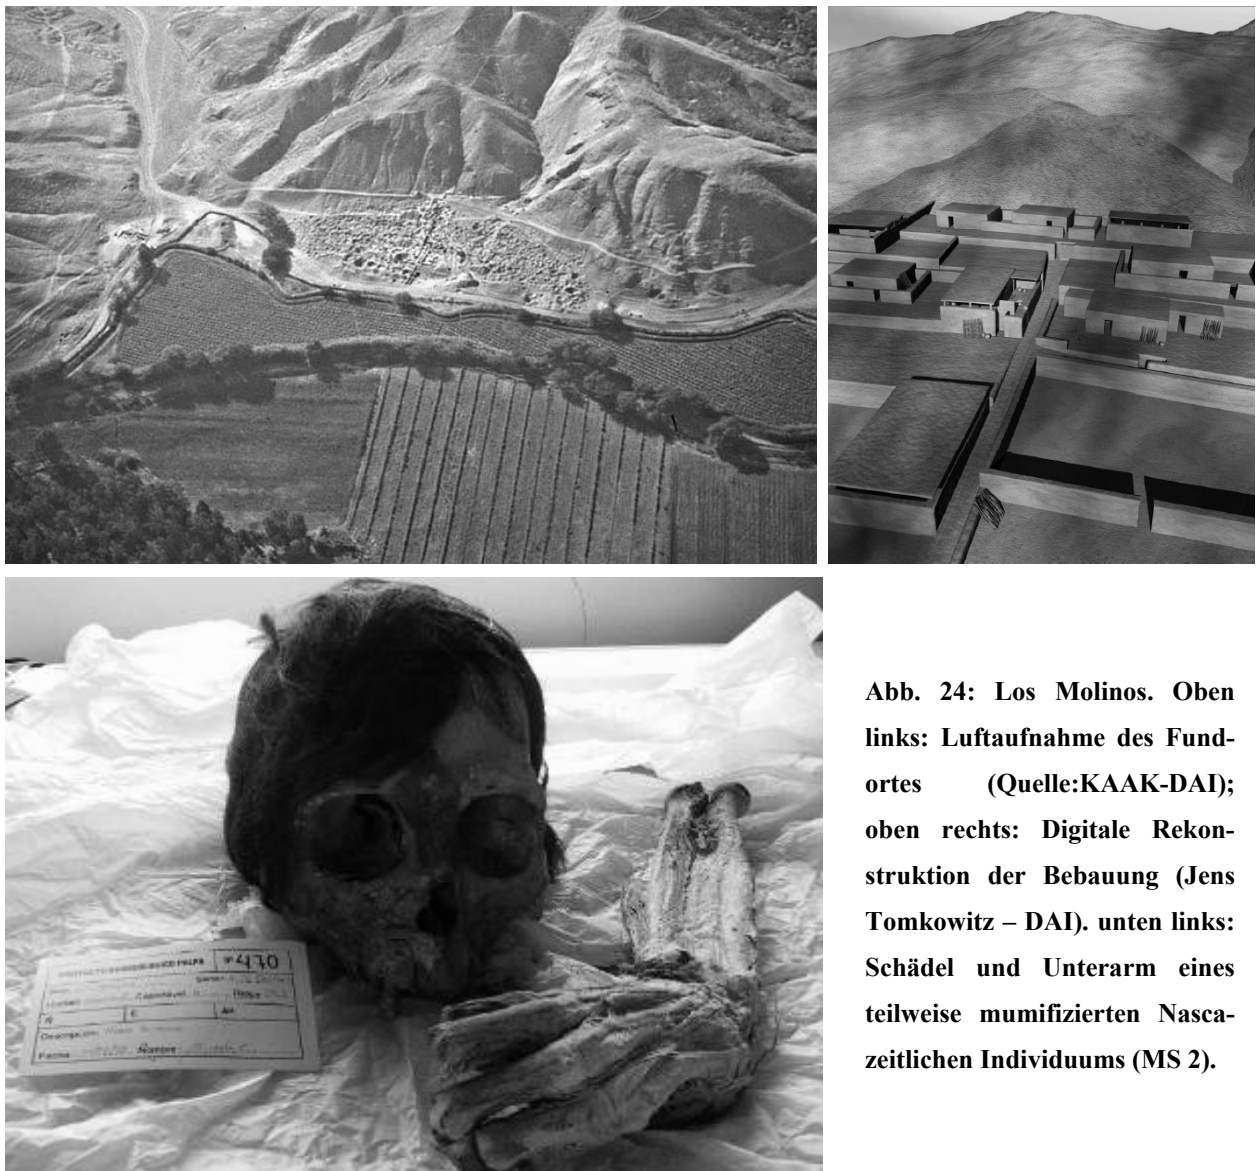 Nº 470
E
Abb. 24: Los Molinos. Oben
links: Luftaufnahme des Fund-
ortes (Quelle:KAAK-DAI);
oben rechts: Digitale Rekon-
struktion der Bebauung (Jens
Tomkowitz – DAI). unten links:
Schädel und Unterarm eines
teilweise mumifizierten Nasca-
zeitlichen Individuums (MS 2).